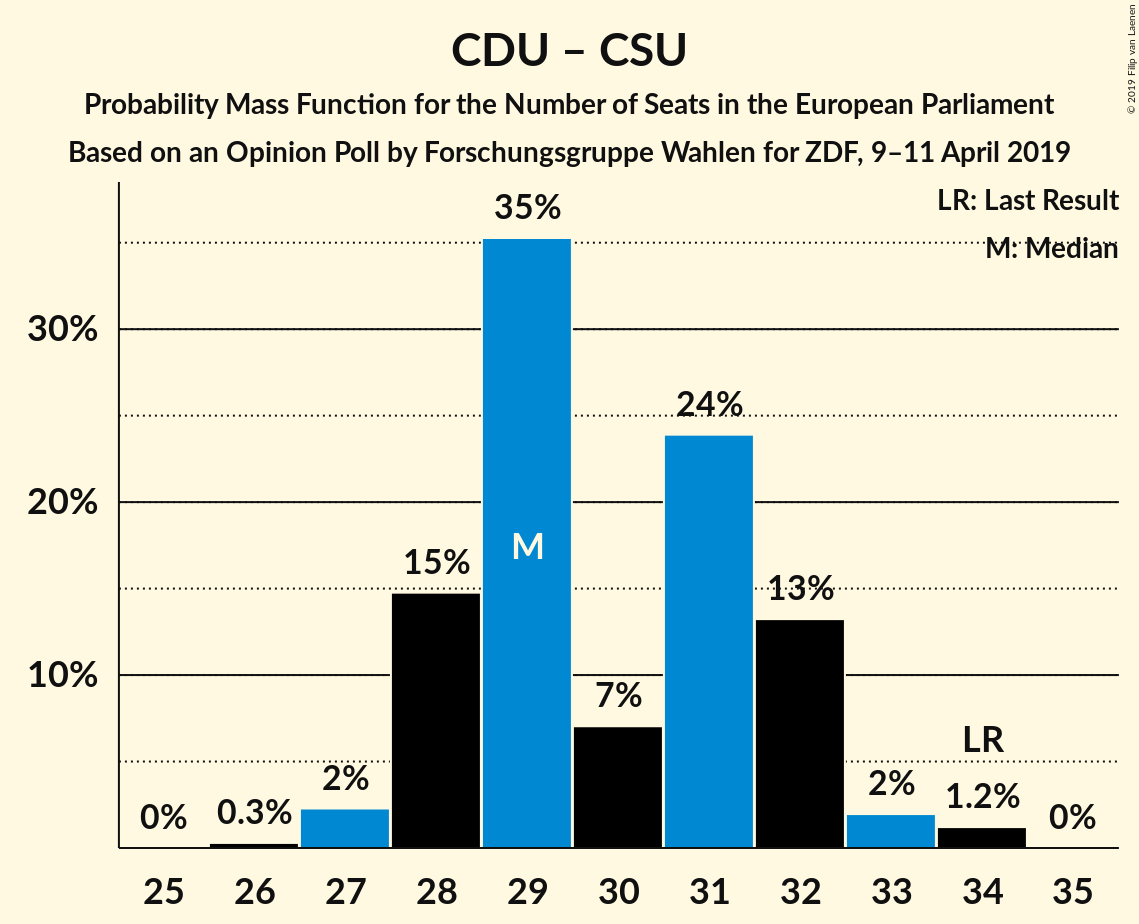 CDU – CSU
Probability Mass Function for the Number of Seats in the European Parliament
Based on an Opinion Poll by Forschungsgruppe Wahlen for ZDF, 9–11 April 2019
© 2019 Filip van Laenen
LR: Last Result
M: Median
35%
30%
24%
20%
M
15%
13%
10%
7%
LR
2%
2%
1.2%
0.3%
0%
0%
25 26 27 28 29 30 31 32 33 34 35